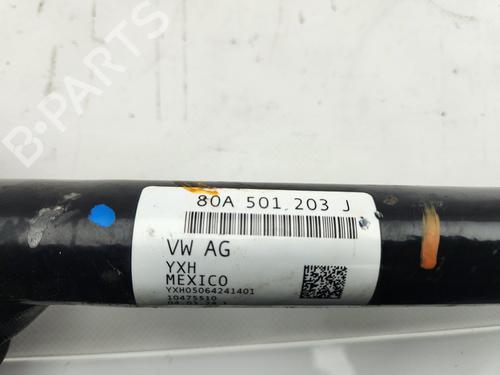 B-PARTS
80A 501 203 J
VW AG
YXH
MEXICO
YXH05064241401
10475510